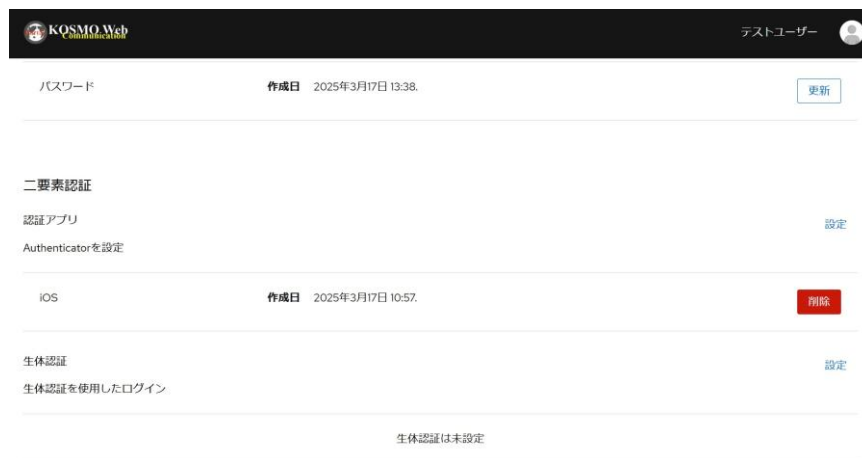 KOSMO.Web
Communication
テストユーザー
パスワード 作成日 2025年3月17日 13:38. 更新
二要素認証
認証アプリ 設定
Authenticatorを設定
iOS 作成日 2025年3月17日 10:57. 削除
生体認証 設定
生体認証を使用したログイン
生体認証は未設定